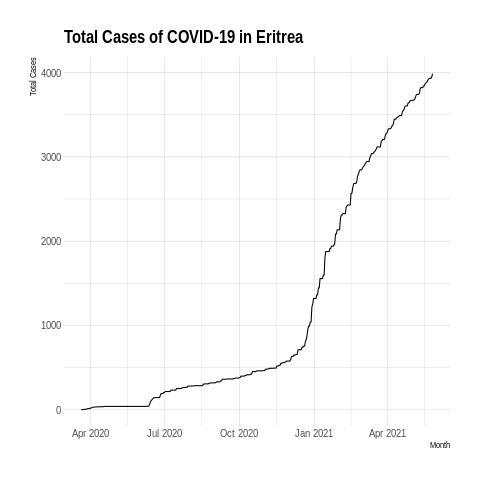 Total Cases of COVID-19 in Eritrea
Total Cases
4000
3000
2000
1000
0
Apr 2020 Jul 2020 Oct 2020 Jan 2021 Apr 2021
Month